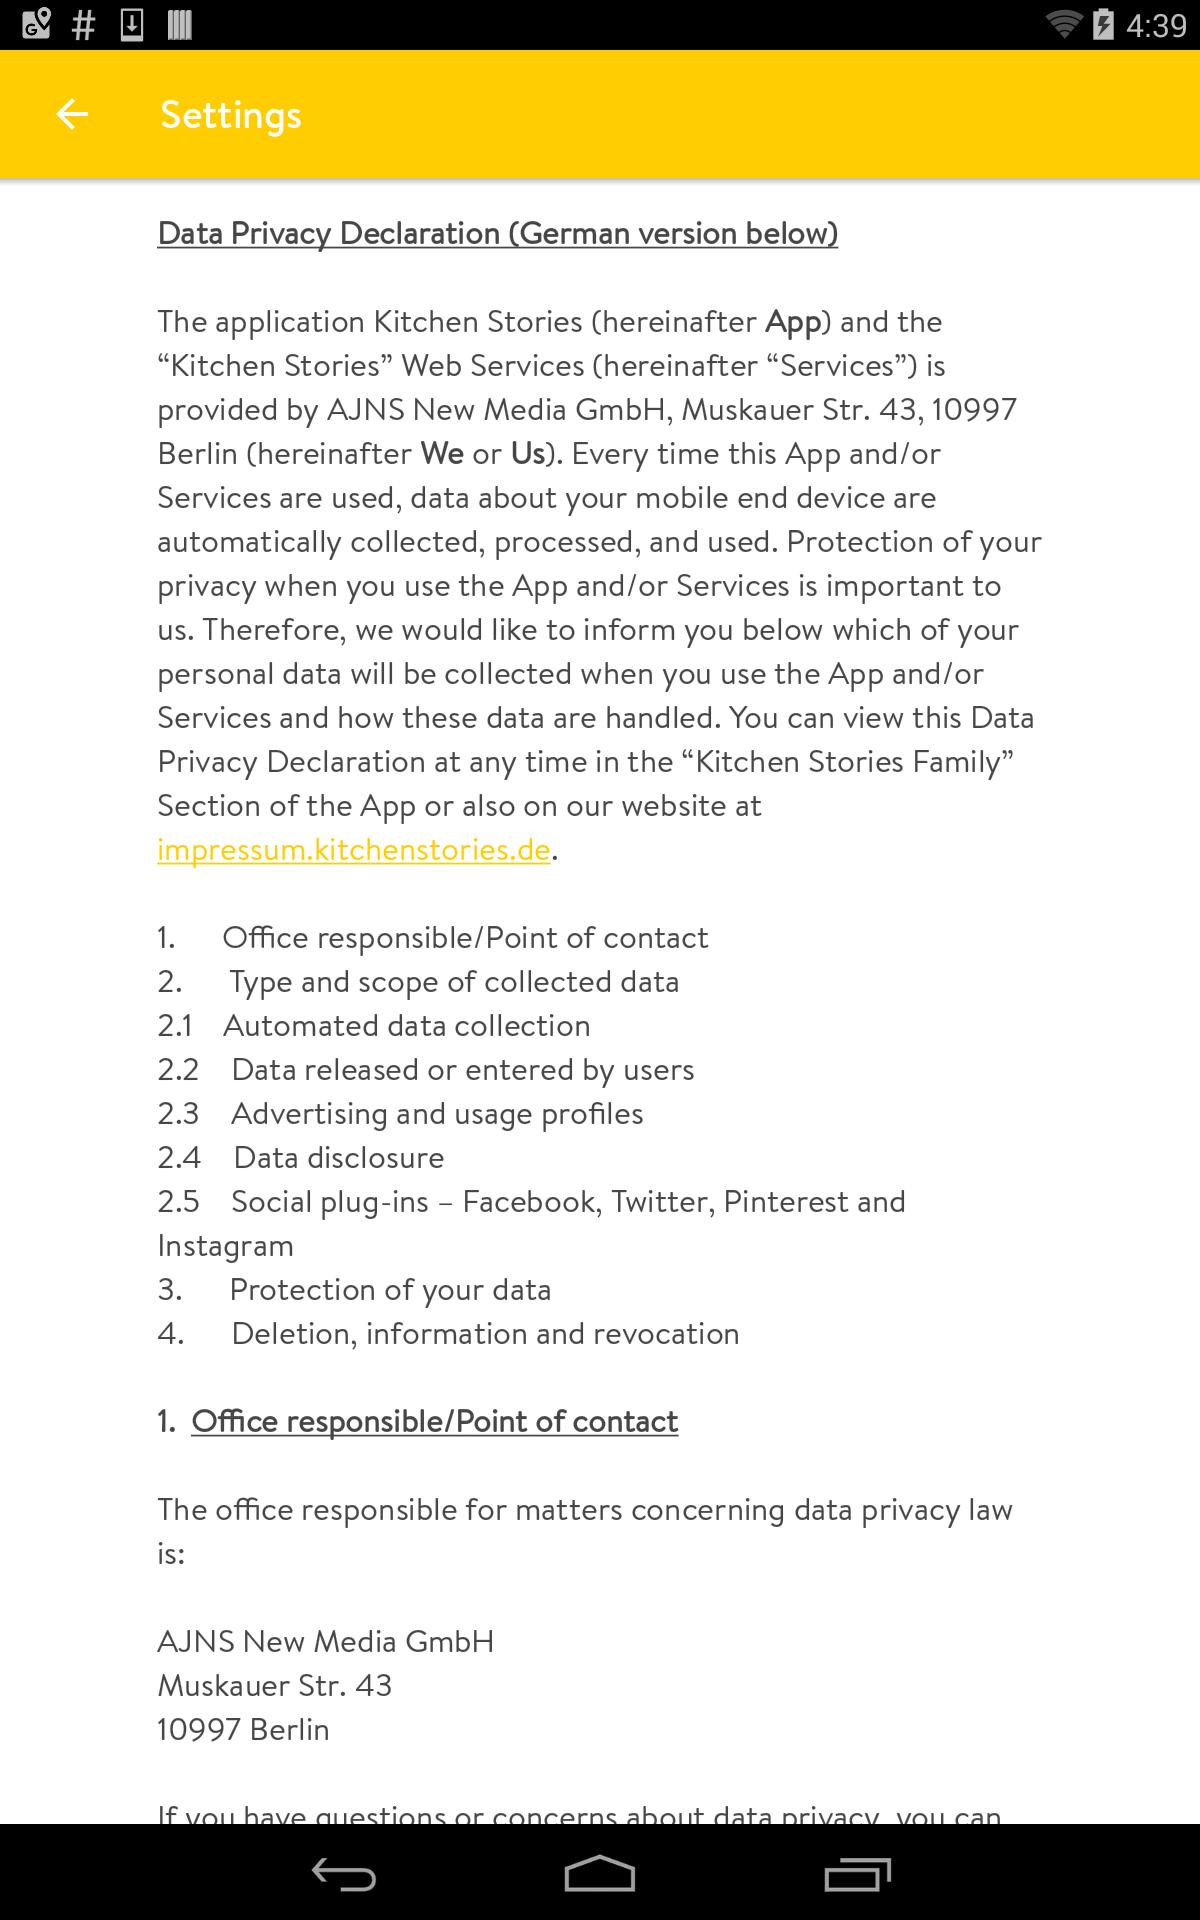 4:39
Settings
Data Privacy Declaration (German version below)
The application Kitchen Stories (hereinafter App) and the
“Kitchen Stories” Web Services (hereinafter “Services”) is
provided by AJNS New Media GmbH, Muskauer Str. 43, 10997
Berlin (hereinafter We or Us). Every time this App and/or
Services are used, data about your mobile end device are
automatically collected, processed, and used. Protection of your
privacy when you use the App and/or Services is important to
us. Therefore, we would like to inform you below which of your
personal data will be collected when you use the App and/or
Services and how these data are handled. You can view this Data
Privacy Declaration at any time in the “Kitchen Stories Family”
Section of the App or also on our website at
impressum.kitchenstories.de.
1. Office responsible/Point of contact
2. Type and scope of collected data
2.1 Automated data collection
2.2 Data released or entered by users
2.3 Advertising and usage profiles
2.4 Data disclosure
2.5 Social plug-ins – Facebook, Twitter, Pinterest and
Instagram
3. Protection of your data
4. Deletion, information and revocation
1. Office responsible/Point of contact
The office responsible for matters concerning data privacy law
is:
AJNS New Media GmbH
Muskauer Str. 43
10997 Berlin
If you have questions or concerns about data privacy, you can